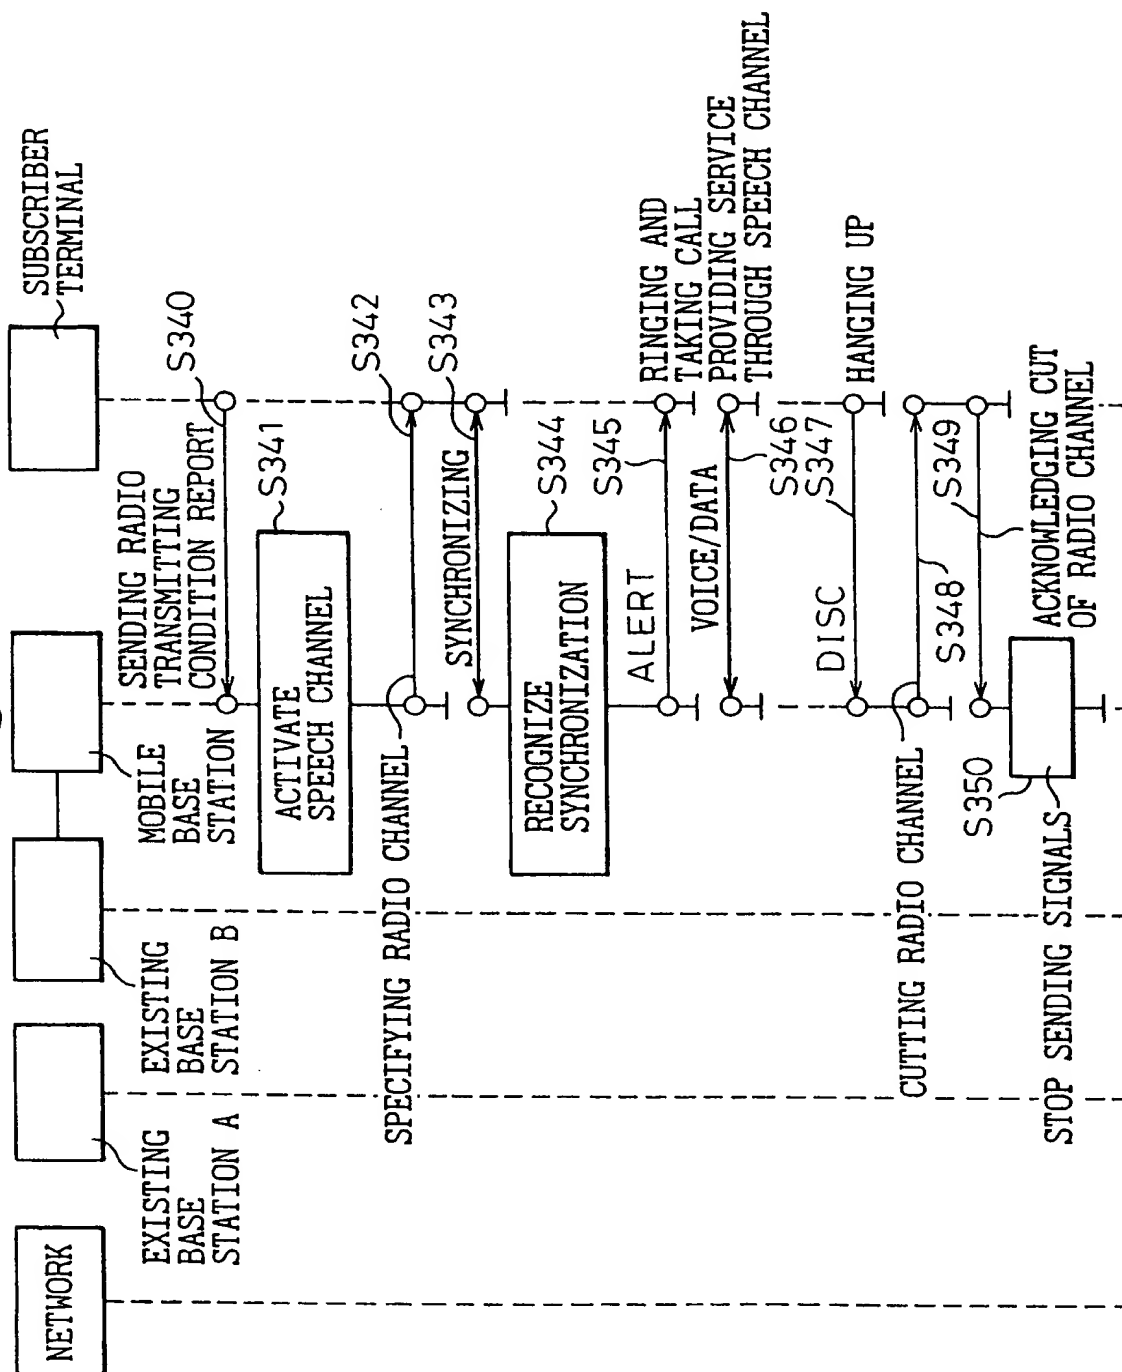 NETWORK
EXISTING
BASE
STATION A
EXISTING
BASE
STATION B
MOBILE
BASE
STATION
SUBSCRIBER
TERMINAL
SENDING RADIO
TRANSMITTING
CONDITION REPORT
S340
ACTIVATE
SPEECH CHANNEL
S341
SPECIFYING RADIO CHANNEL
S342
SYNCHRONIZING
S343
RECOGNIZE
SYNCHRONIZATION
S344
ALERT
S345
RINGING AND
TAKING CALL
VOICE/DATA
PROVIDING SERVICE
THROUGH SPEECH CHANNEL
S346
DISC
S347
HANGING UP
CUTTING RADIO CHANNEL
S348
S349
ACKNOWLEDGING CUT
OF RADIO CHANNEL
S350
STOP SENDING SIGNALS